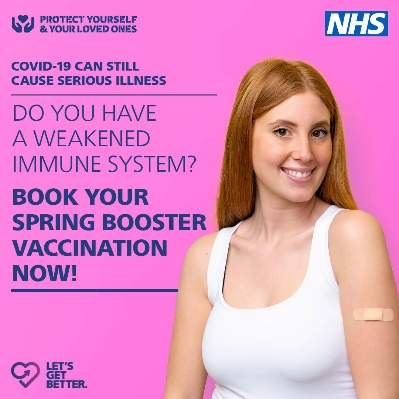 PROTECT YOURSELF
& YOUR LOVED ONES
NHS
COVID-19 CAN STILL
CAUSE SERIOUS ILLNESS
DO YOU HAVE
A WEAKENED
IMMUNE SYSTEM?
BOOK YOUR
SPRING BOOSTER
VACCINATION
NOW!
LET'S
GET
BETTER.